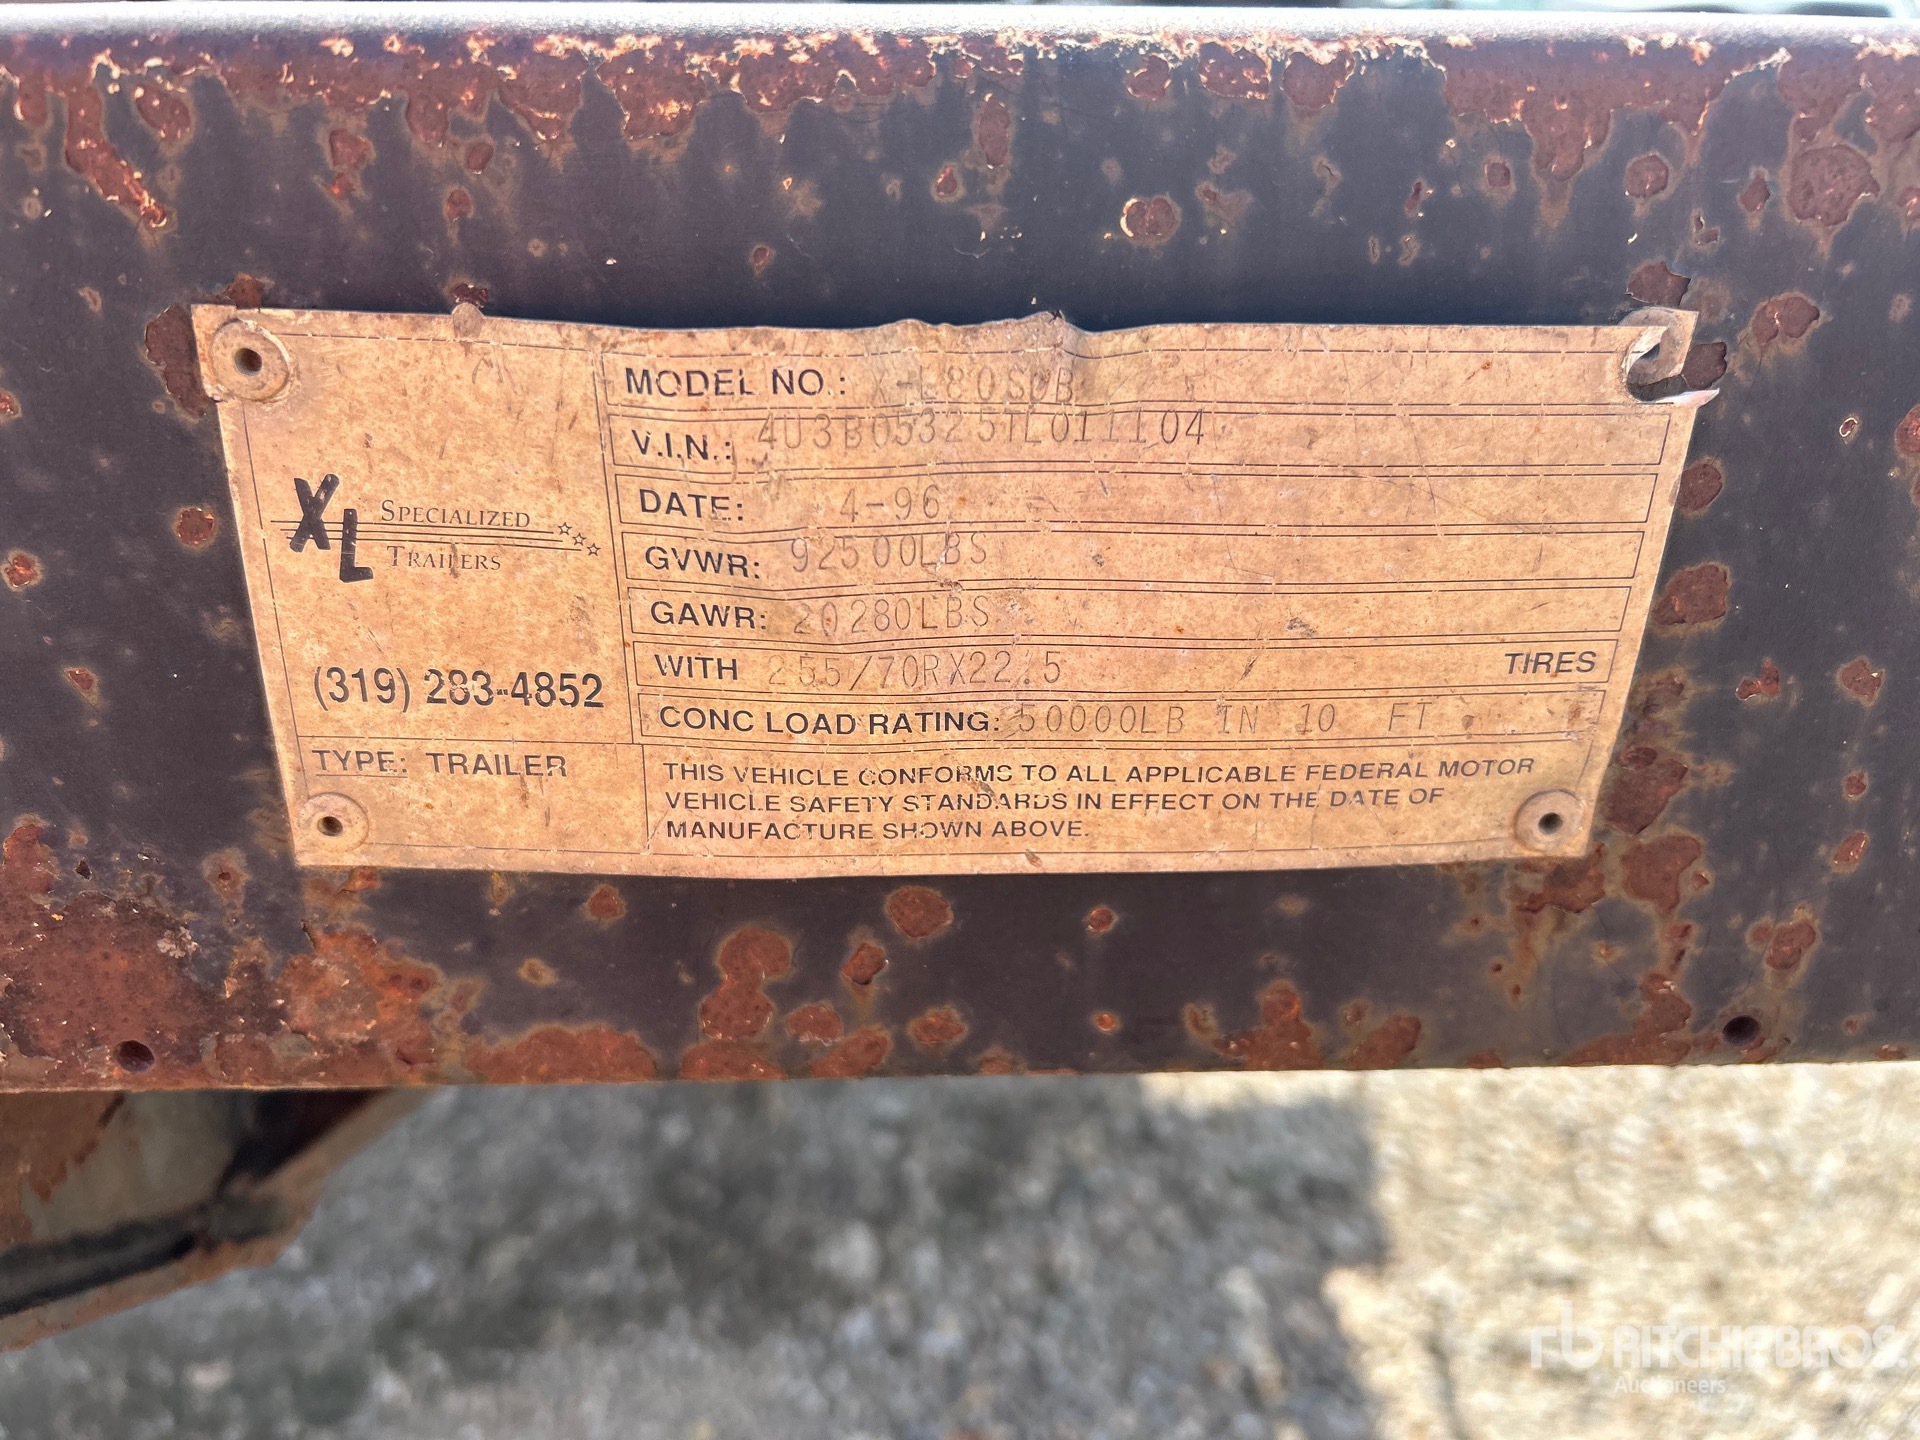 MODEL NO.: X-L80SDB
V.I.N.: 4U3B05325TL011104
DATE: 4-96
GVWR: 92500LBS
GAWR: 20280LBS
WITH 255/70RX22.5 TIRES
CONC LOAD RATING: 50000LB IN 10 FT.
XL SPECIALIZED
TRAILERS
(319) 283-4852
TYPE: TRAILER
THIS VEHICLE CONFORMS TO ALL APPLICABLE FEDERAL MOTOR
VEHICLE SAFETY STANDARDS IN EFFECT ON THE DATE OF
MANUFACTURE SHOWN ABOVE.
rb RITCHIE BROS.
Auctioneers